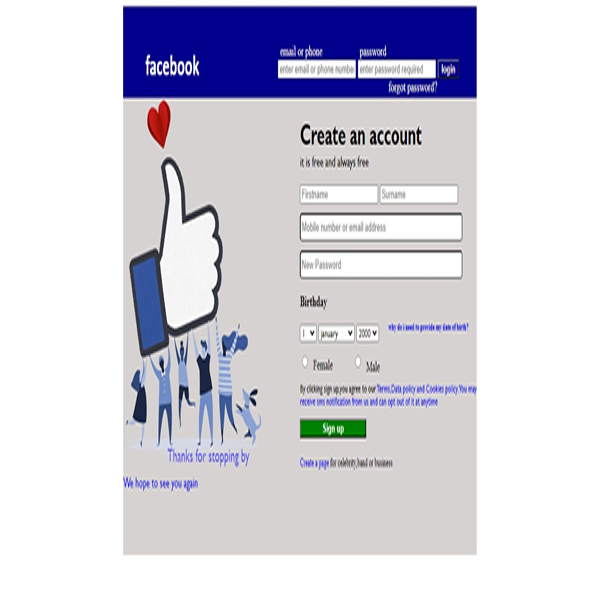 email or phone password
facebook enter email or phone number enter password required login
forgot password?
Create an account
it is free and always free
Firstname Surname
Mobile number or email address
New Password
Birthday
1 january 2000 why do i need to provide my date of birth?
Female Male
By clicking sign up,you agree to our Terms,Data policy and Cookies policy.You may
receive sms notification from us and can opt out of it at anytime
Sign up
Thanks for stopping by
Create a page for celebrity,band or business
We hope to see you again